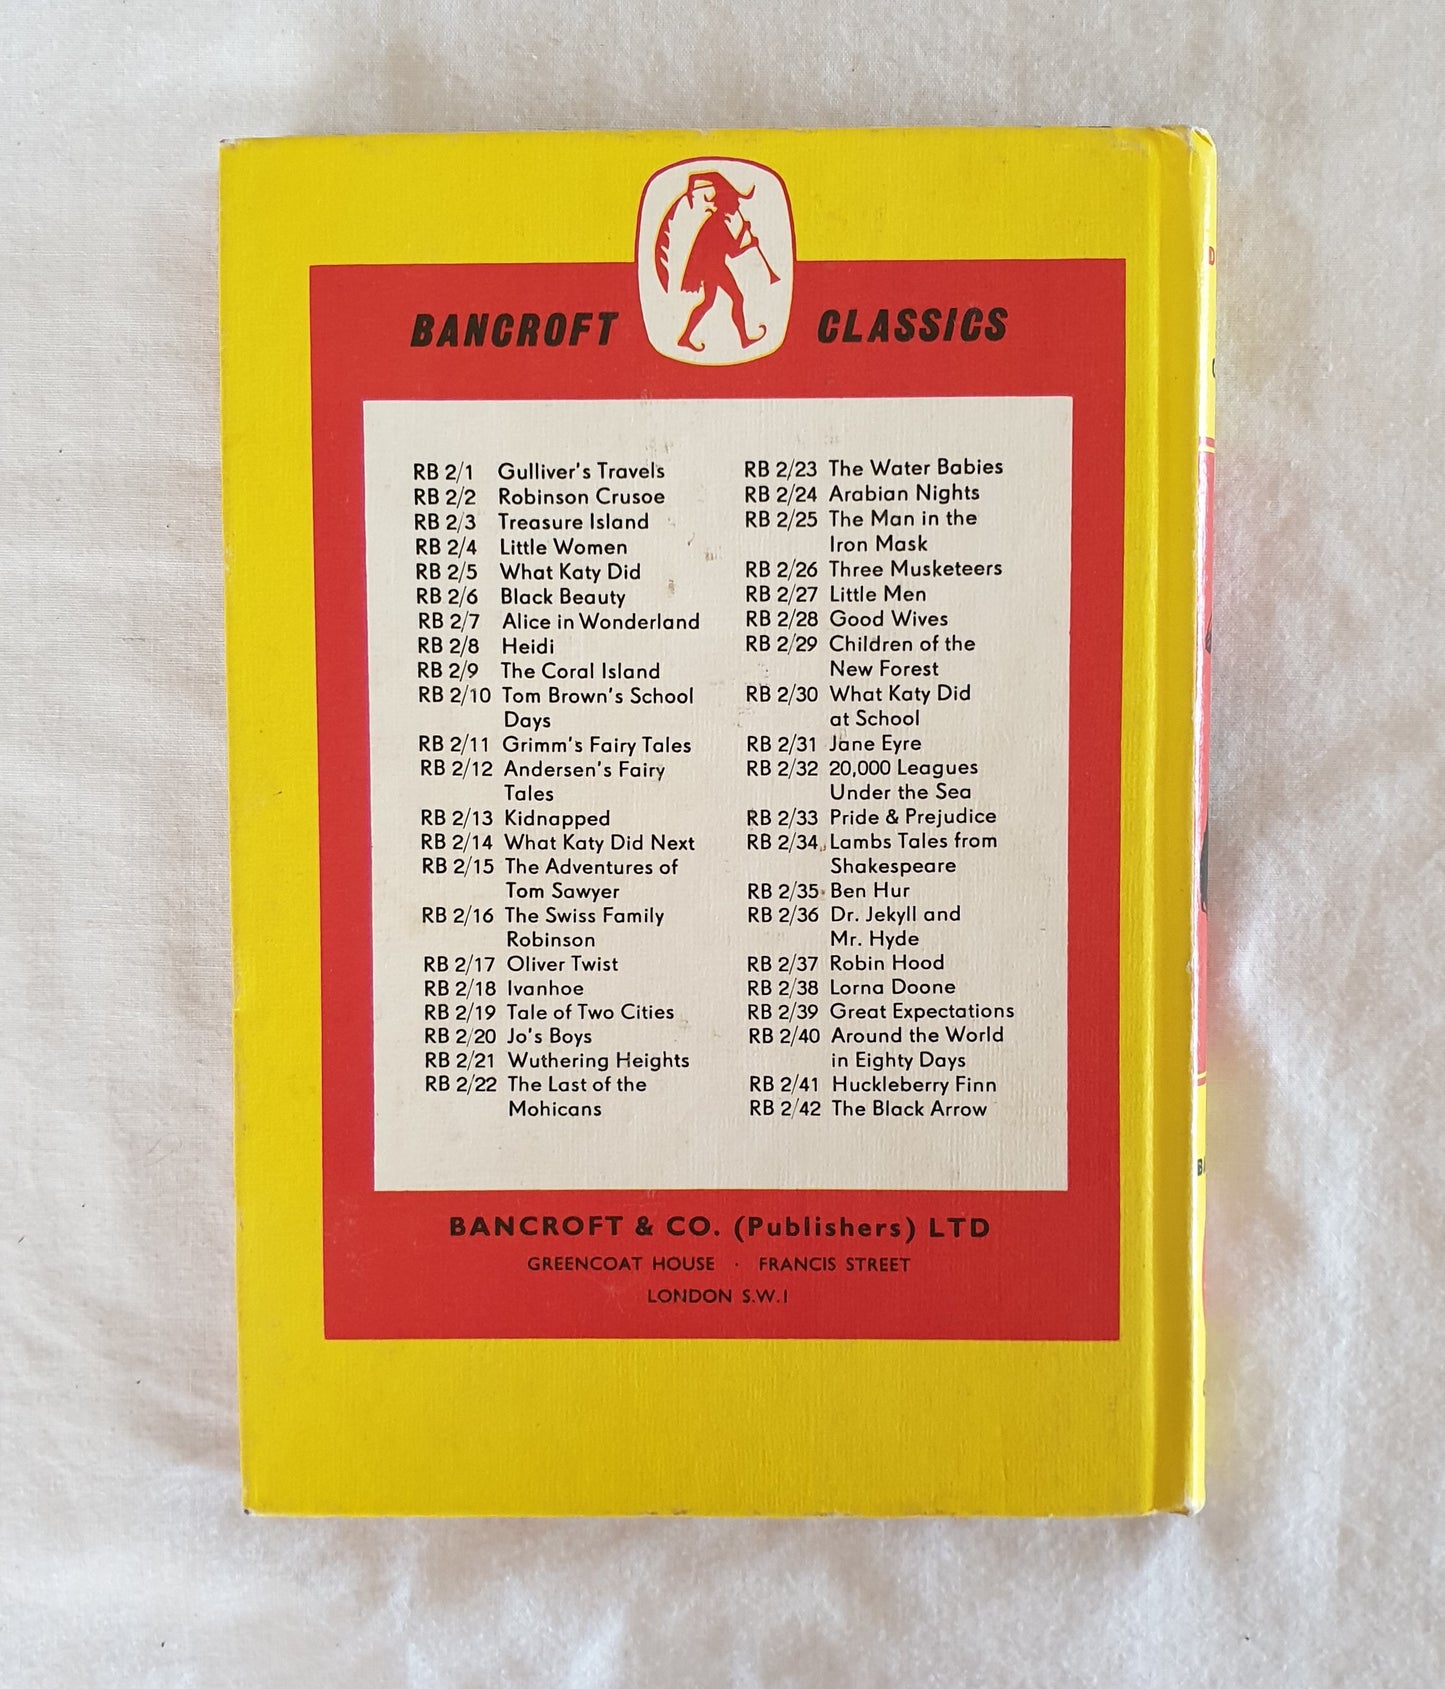 BANCROFT CLASSICS
RB 2/1 Gulliver's Travels
RB 2/2 Robinson Crusoe
RB 2/3 Treasure Island
RB 2/4 Little Women
RB 2/5 What Katy Did
RB 2/6 Black Beauty
RB 2/7 Alice in Wonderland
RB 2/8 Heidi
RB 2/9 The Coral Island
RB 2/10 Tom Brown's School
Days
RB 2/11 Grimm's Fairy Tales
RB 2/12 Andersen's Fairy
Tales
RB 2/13 Kidnapped
RB 2/14 What Katy Did Next
RB 2/15 The Adventures of
Tom Sawyer
RB 2/16 The Swiss Family
Robinson
RB 2/17 Oliver Twist
RB 2/18 Ivanhoe
RB 2/19 Tale of Two Cities
RB 2/20 Jo's Boys
RB 2/21 Wuthering Heights
RB 2/22 The Last of the
Mohicans
RB 2/23 The Water Babies
RB 2/24 Arabian Nights
RB 2/25 The Man in the
Iron Mask
RB 2/26 Three Musketeers
RB 2/27 Little Men
RB 2/28 Good Wives
RB 2/29 Children of the
New Forest
RB 2/30 What Katy Did
at School
RB 2/31 Jane Eyre
RB 2/32 20,000 Leagues
Under the Sea
RB 2/33 Pride & Prejudice
RB 2/34 Lambs Tales from
Shakespeare
RB 2/35 Ben Hur
RB 2/36 Dr. Jekyll and
Mr. Hyde
RB 2/37 Robin Hood
RB 2/38 Lorna Doone
RB 2/39 Great Expectations
RB 2/40 Around the World
in Eighty Days
RB 2/41 Huckleberry Finn
RB 2/42 The Black Arrow
BANCROFT & CO. (Publishers) LTD
GREENCOAT HOUSE · FRANCIS STREET
LONDON S.W.1